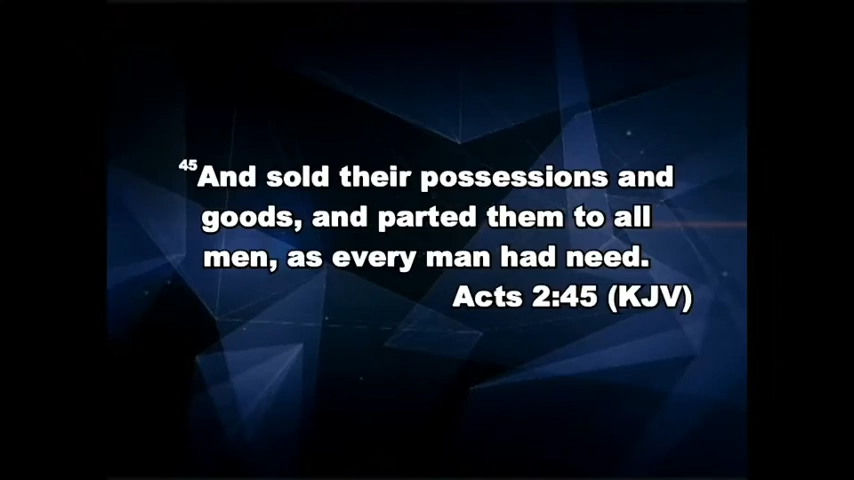 45And sold their possessions and
goods, and parted them to all
men, as every man had need.
Acts 2:45 (KJV)